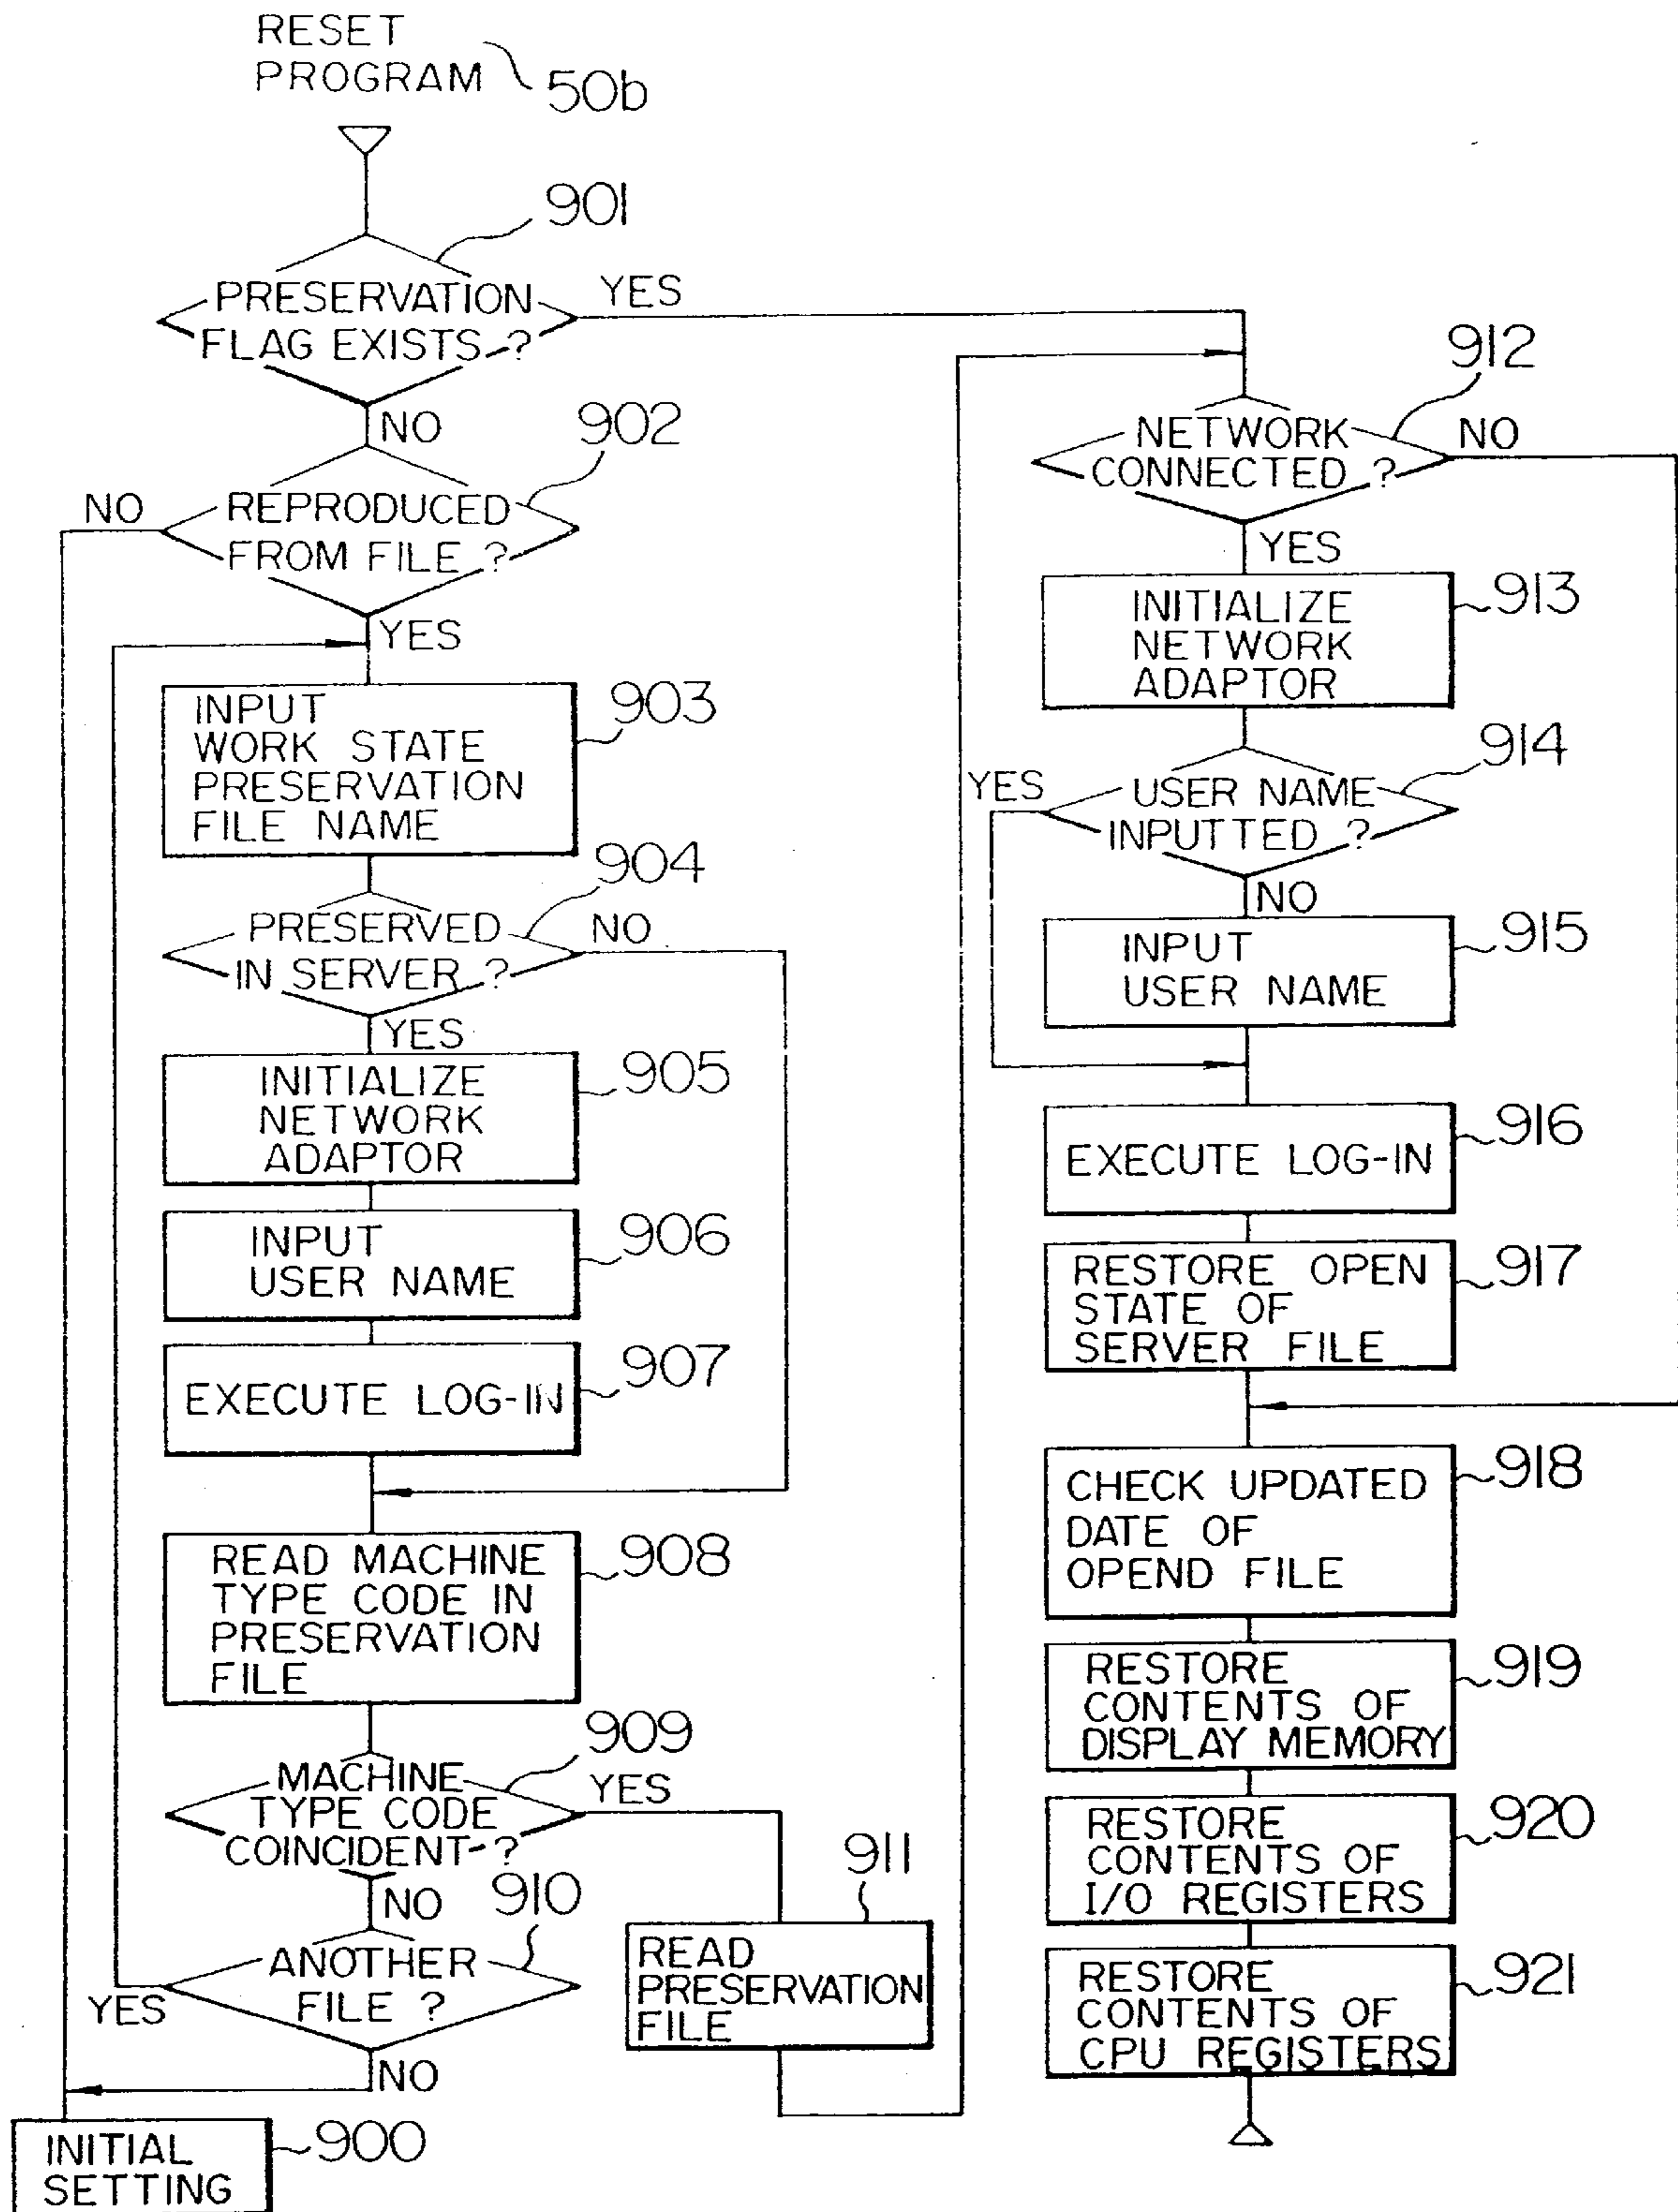 RESET
PROGRAM
50b
901
PRESERVATION
FLAG EXISTS ?
YES
NO
902
REPRODUCED
FROM FILE ?
NO
YES
INPUT
WORK STATE
PRESERVATION
FILE NAME
903
904
PRESERVED
IN SERVER ?
NO
YES
INITIALIZE
NETWORK
ADAPTOR
905
INPUT
USER NAME
906
EXECUTE LOG-IN
907
READ MACHINE
TYPE CODE IN
PRESERVATION
FILE
908
909
MACHINE
TYPE CODE
COINCIDENT ?
YES
NO
910
ANOTHER
FILE ?
YES
NO
911
READ
PRESERVATION
FILE
INITIAL
SETTING
900
912
NETWORK
CONNECTED ?
NO
YES
INITIALIZE
NETWORK
ADAPTOR
913
914
USER NAME
INPUTTED ?
YES
NO
INPUT
USER NAME
915
EXECUTE LOG-IN
916
RESTORE OPEN
STATE OF
SERVER FILE
917
CHECK UPDATED
DATE OF
OPEND FILE
918
RESTORE
CONTENTS OF
DISPLAY MEMORY
919
RESTORE
CONTENTS OF
I/O REGISTERS
920
RESTORE
CONTENTS OF
CPU REGISTERS
921